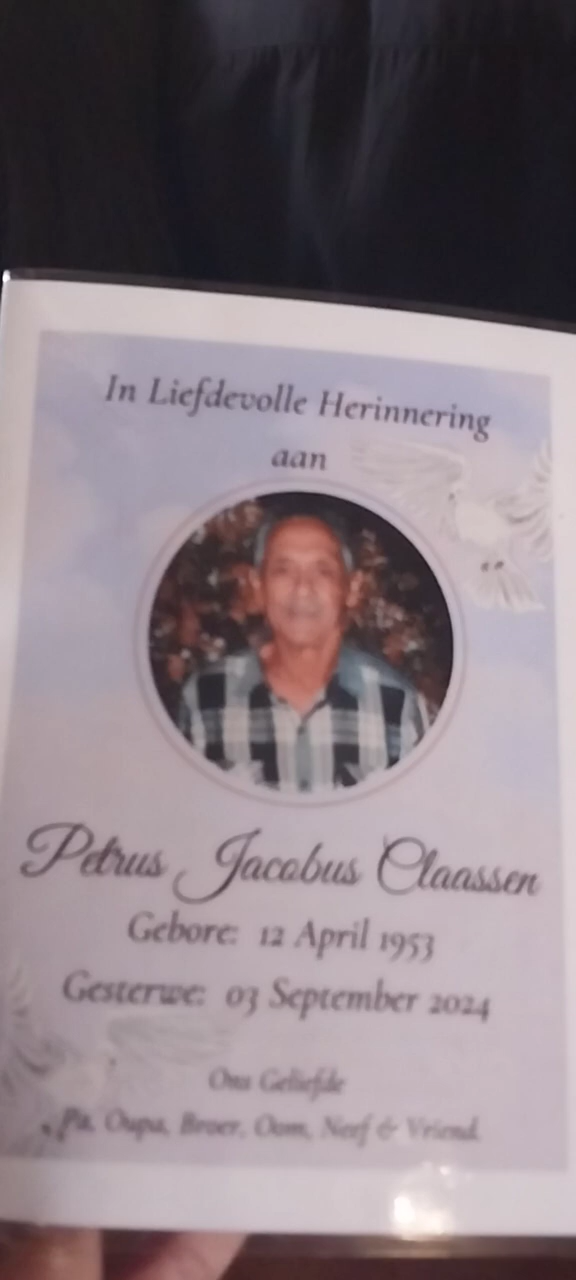 In Liefdevolle Herinnering
aan
Petrus Jacobus Claassen
Gebore: 12 April 1953
Gesterwe: 03 September 2024
Ons Geliefde
Pa, Oupa, Broer, Oom, Neef & Vriend.